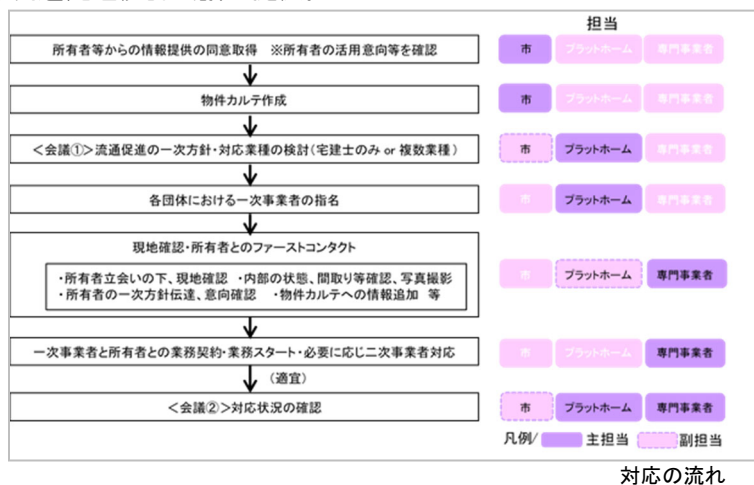 担当
所有者等からの情報提供の同意取得 ※所有者の活用意向等を確認
市 プラットホーム 専門事業者
物件カルテ作成
市 プラットホーム 専門事業者
＜会議①＞流通促進の一次方針・対応業種の検討(宅建士のみ or 複数業種)
市 プラットホーム 専門事業者
各団体における一次事業者の指名
市 プラットホーム 専門事業者
現地確認・所有者とのファーストコンタクト
・所有者立会いの下、現地確認 ・内部の状態、間取り等確認、写真撮影
・所有者の一次方針伝達、意向確認 ・物件カルテへの情報追加 等
市 プラットホーム 専門事業者
一次事業者と所有者との業務契約・業務スタート・必要に応じ二次事業者対応
市 プラットホーム 専門事業者
(適宜)
＜会議②＞対応状況の確認
市 プラットホーム 専門事業者
凡例/ 主担当 副担当
対応の流れ